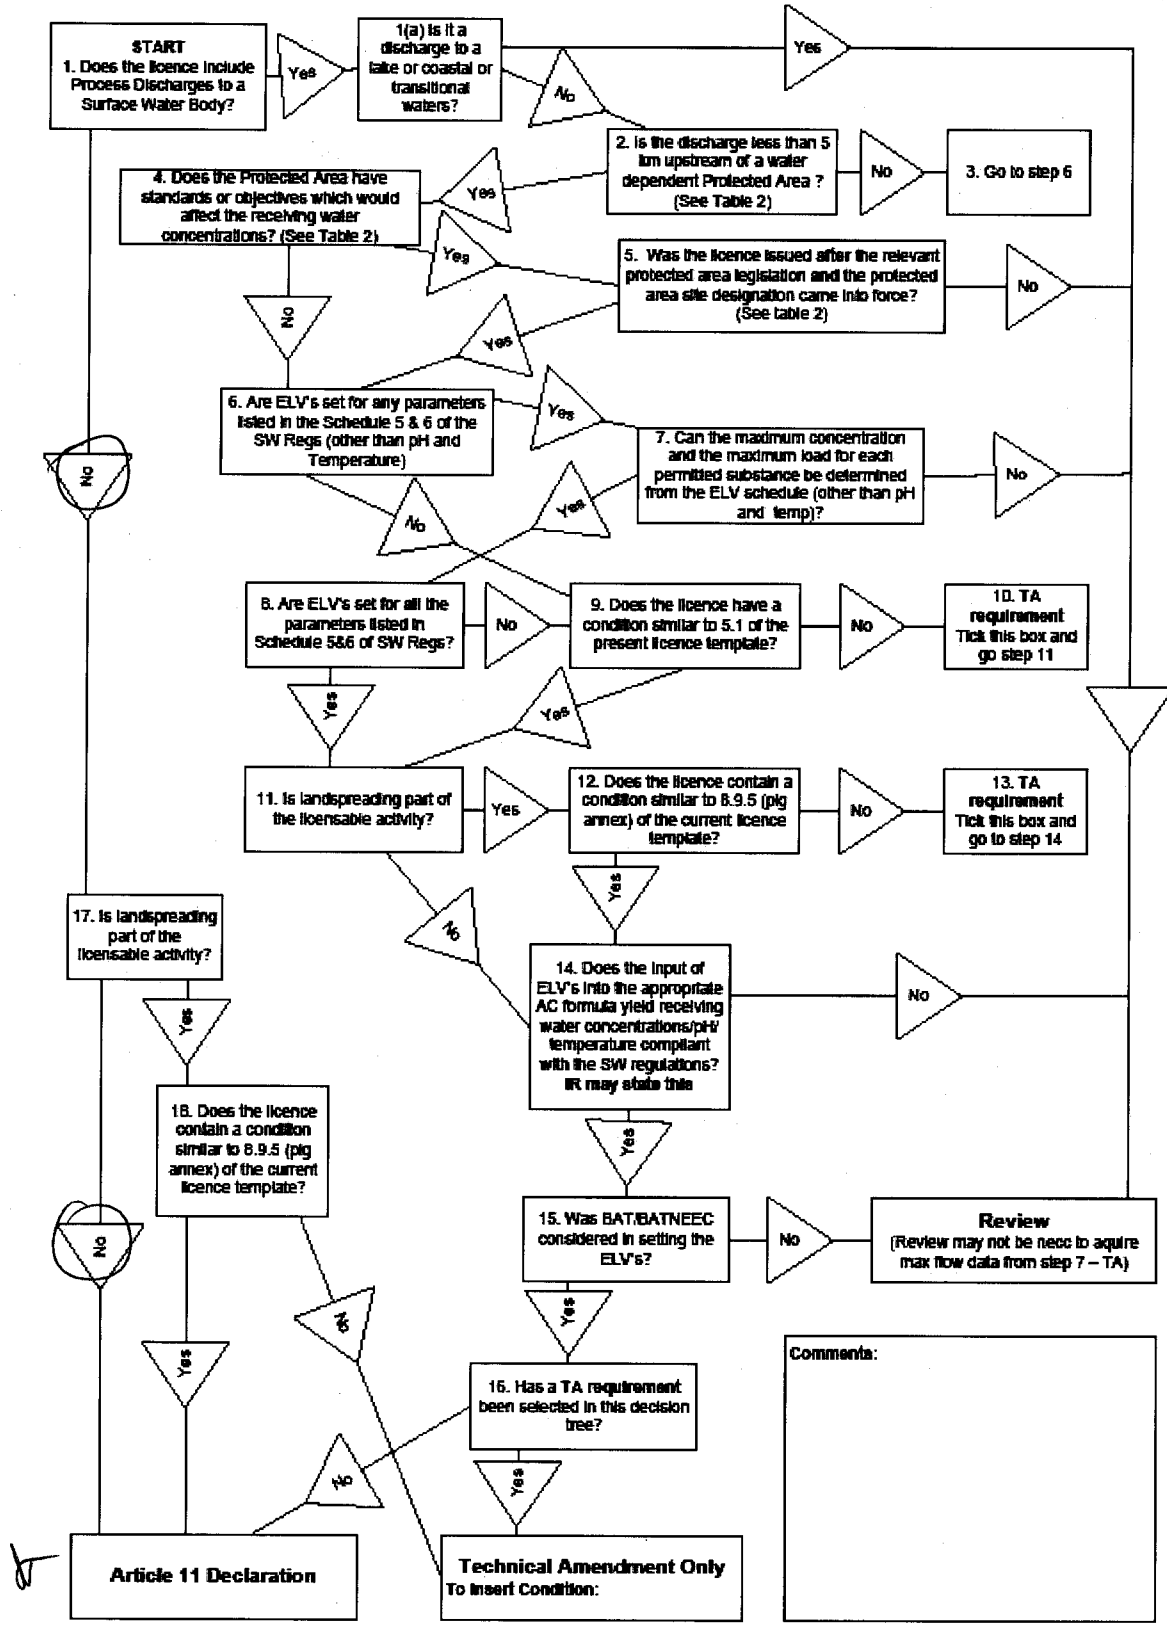 START
1. Does the licence include
Process Discharges to a
Surface Water Body?
Yes
1(a) Is it a
discharge to a
lake or coastal or
transitional
waters?
Yes
No
2. Is the discharge less than 5
km upstream of a water
dependent Protected Area ?
(See Table 2)
No
3. Go to step 6
Yes
4. Does the Protected Area have
standards or objectives which would
affect the receiving water
concentrations? (See Table 2)
Yes
No
5. Was the licence issued after the relevant
protected area legislation and the protected
area site designation came into force?
(See table 2)
No
Yes
6. Are ELV's set for any parameters
listed in the Schedule 5 & 6 of the
SW Regs (other than pH and
Temperature)
Yes
No
7. Can the maximum concentration
and the maximum load for each
permitted substance be determined
from the ELV schedule (other than pH
and temp)?
No
Yes
No
8. Are ELV's set for all the
parameters listed in
Schedule 5&6 of SW Regs?
No
9. Does the licence have a
condition similar to 5.1 of the
present licence template?
No
10. TA
requirement
Tick this box and
go step 11
Yes
Yes
11. Is landspreading part of
the licensable activity?
Yes
12. Does the licence contain a
condition similar to 6.9.5 (pig
annex) of the current licence
template?
No
13. TA
requirement
Tick this box and
go to step 14
Yes
No
17. Is landspreading
part of the
licensable activity?
Yes
14. Does the input of
ELV's into the appropritate
AC formula yield receiving
water concentrations/pH/
temperature compliant
with the SW regulations?
IR may state this
No
Yes
18. Does the licence
contain a condition
similar to 6.9.5 (pig
annex) of the current
licence template?
No
15. Was BAT/BATNEEC
considered in setting the
ELV's?
No
Review
(Review may not be necc to aquire
max flow data from step 7 – TA)
Yes
No
Yes
16. Has a TA requirement
been selected in this decision
tree?
No
Yes
Comments:
Article 11 Declaration
Technical Amendment Only
To Insert Condition: